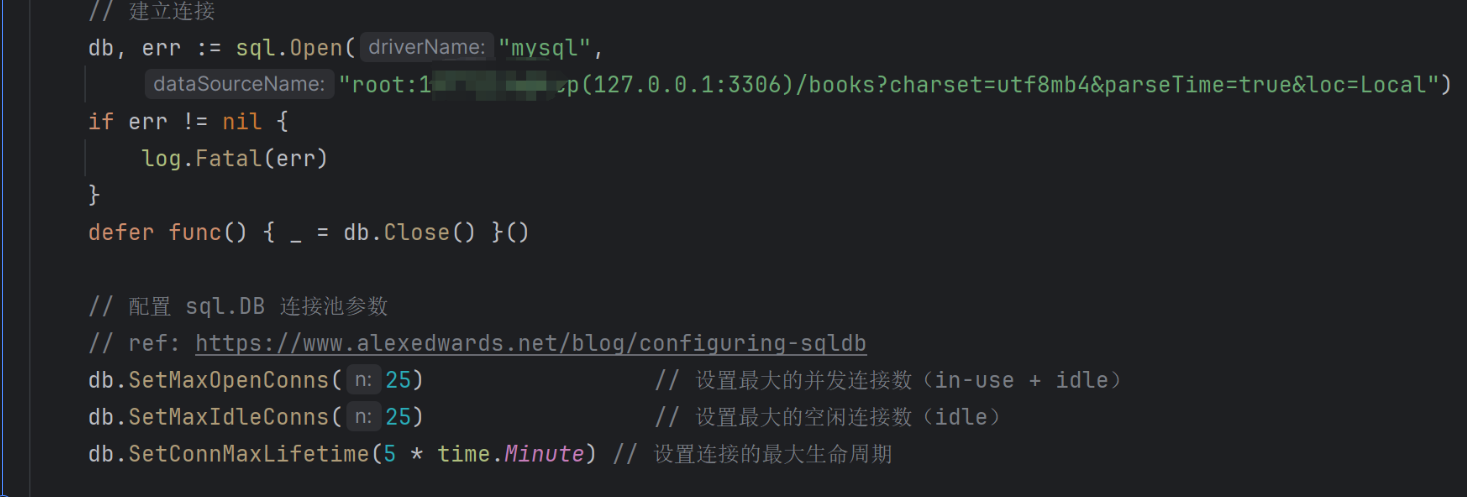 // 建立连接
db, err := sql.Open( driverName: "mysql",
dataSourceName: "root:1 cp(127.0.0.1:3306)/books?charset=utf8mb4&parseTime=true&loc=Local")
if err != nil {
log.Fatal(err)
}
defer func() { _ = db.Close() }()
// 配置 sql.DB 连接池参数
// ref: https://www.alexedwards.net/blog/configuring-sqldb
db.SetMaxOpenConns( n: 25) // 设置最大的并发连接数（in-use + idle）
db.SetMaxIdleConns( n: 25) // 设置最大的空闲连接数（idle）
db.SetConnMaxLifetime(5 * time.Minute) // 设置连接的最大生命周期